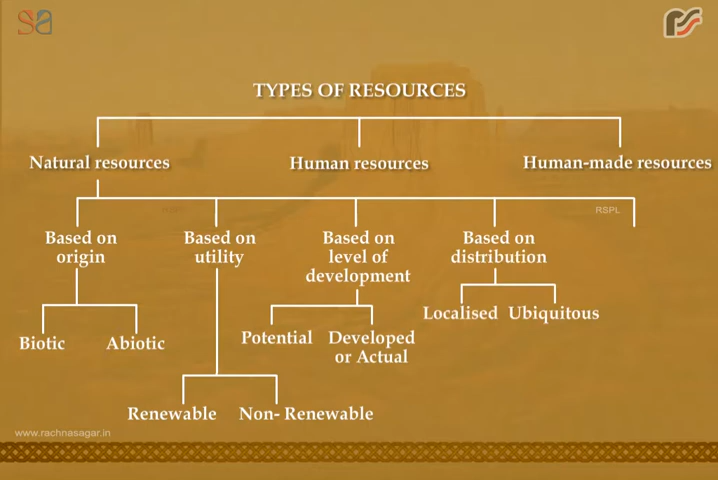 sa
TYPES OF RESOURCES
Natural resources
Human resources
Human-made resources
RSPL
Based on
origin
Based on
utility
Based on
level of
development
Based on
distribution
Biotic
Abiotic
Potential
Developed
or Actual
Localised
Ubiquitous
Renewable
Non- Renewable
www.rachnasagar.in